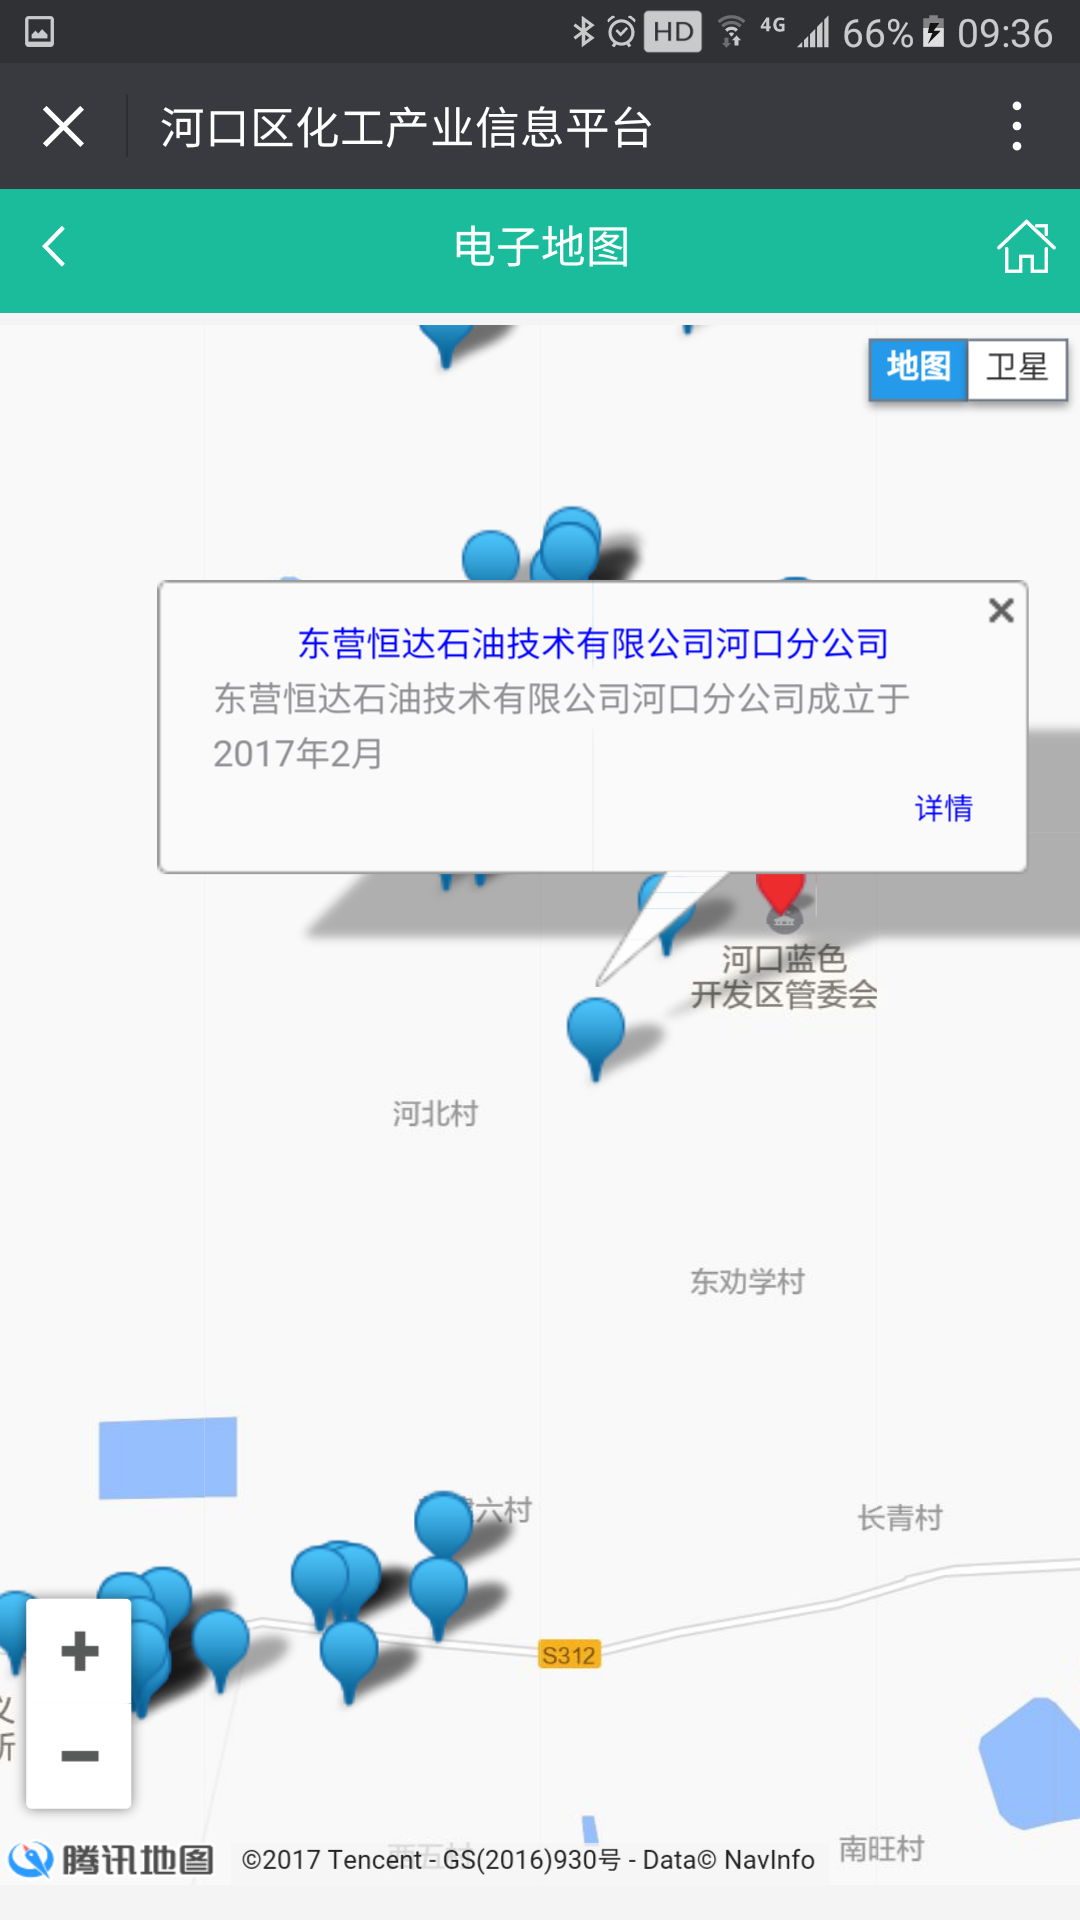 HD 4G 66% 09:36
河口区化工产业信息平台
电子地图
地图 卫星
东营恒达石油技术有限公司河口分公司
东营恒达石油技术有限公司河口分公司成立于
2017年2月
详情
河口蓝色
开发区管委会
河北村
东劝学村
六村
长青村
S312
南旺村
腾讯地图
©2017 Tencent - GS(2016)930号 - Data© NavInfo